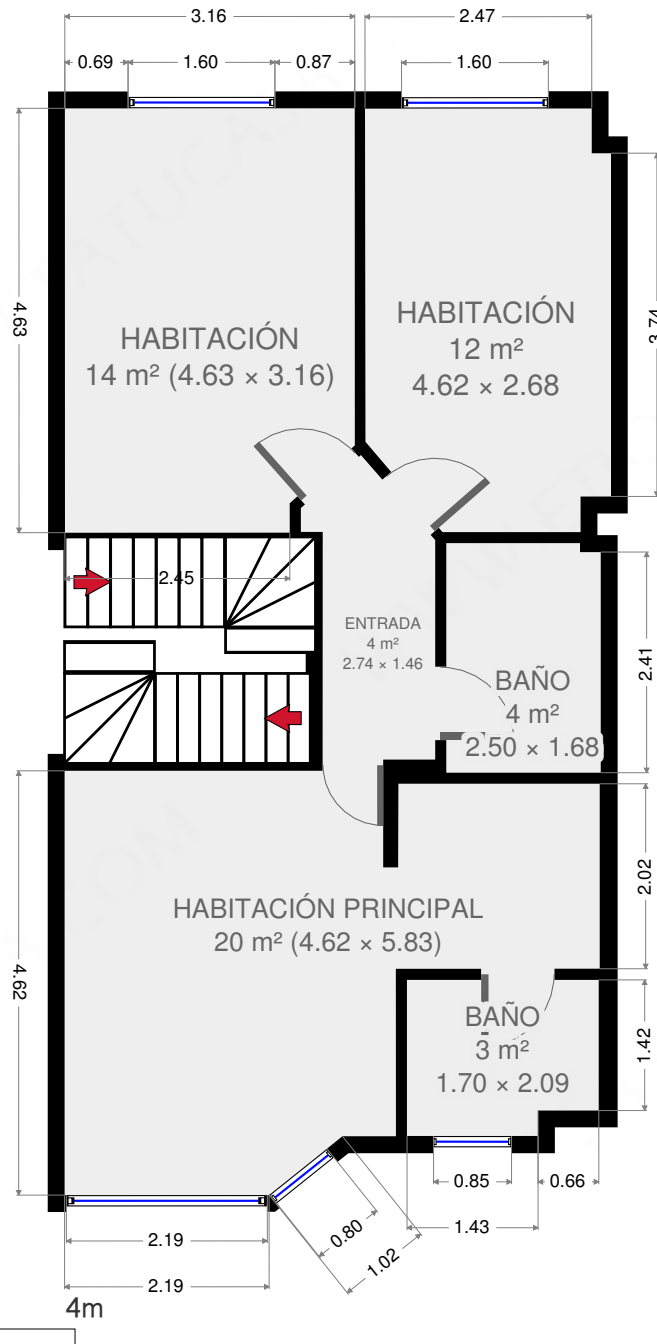 3.16
2.47
0.69
1.60
0.87
1.60
4.63
3.74
HABITACIÓN
14 m² (4.63 × 3.16)
HABITACIÓN
12 m²
4.62 × 2.68
2.45
ENTRADA
4 m²
2.74 × 1.46
BAÑO
4 m²
2.50 × 1.68
2.41
2.02
HABITACIÓN PRINCIPAL
20 m² (4.62 × 5.83)
4.62
BAÑO
3 m²
1.70 × 2.09
1.42
0.85
0.66
1.43
0.80
1.02
2.19
2.19
4m